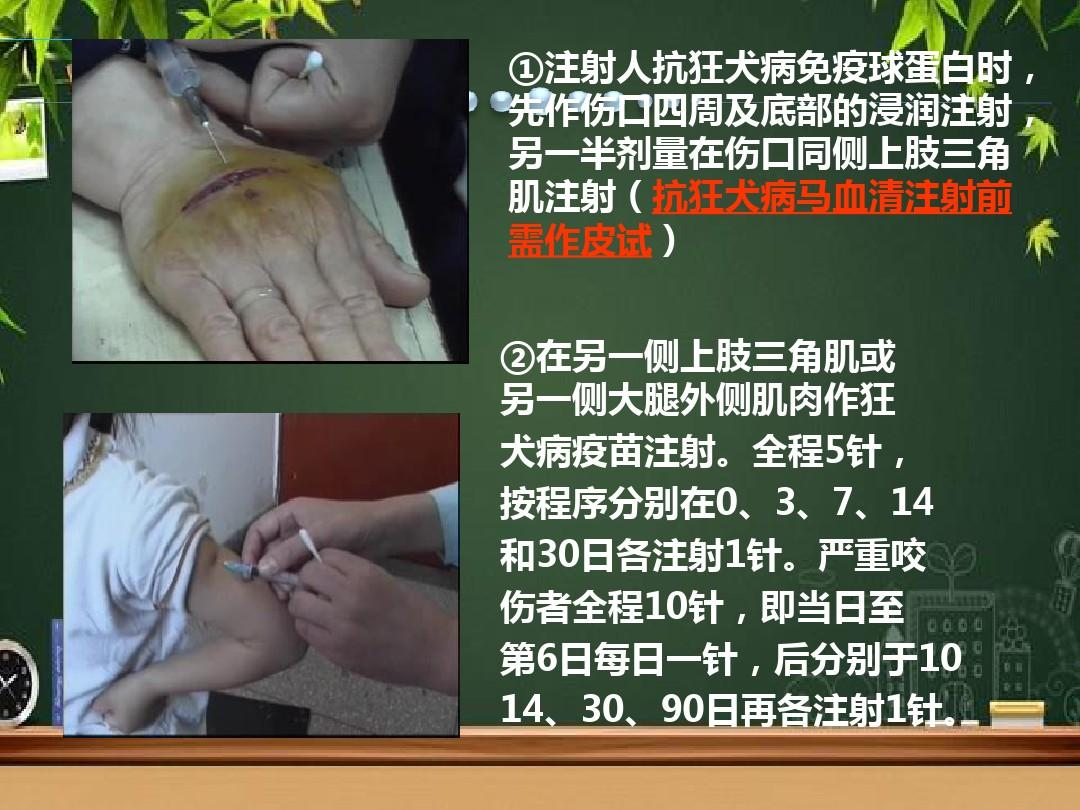 ①注射人抗狂犬病免疫球蛋白时，
先作伤口四周及底部的浸润注射，
另一半剂量在伤口同侧上肢三角
肌注射（抗狂犬病马血清注射前
需作皮试）
②在另一侧上肢三角肌或
另一侧大腿外侧肌肉作狂
犬病疫苗注射。全程5针，
按程序分别在0、3、7、14
和30日各注射1针。严重咬
伤者全程10针，即当日至
第6日每日一针，后分别于10
14、30、90日再各注射1针。